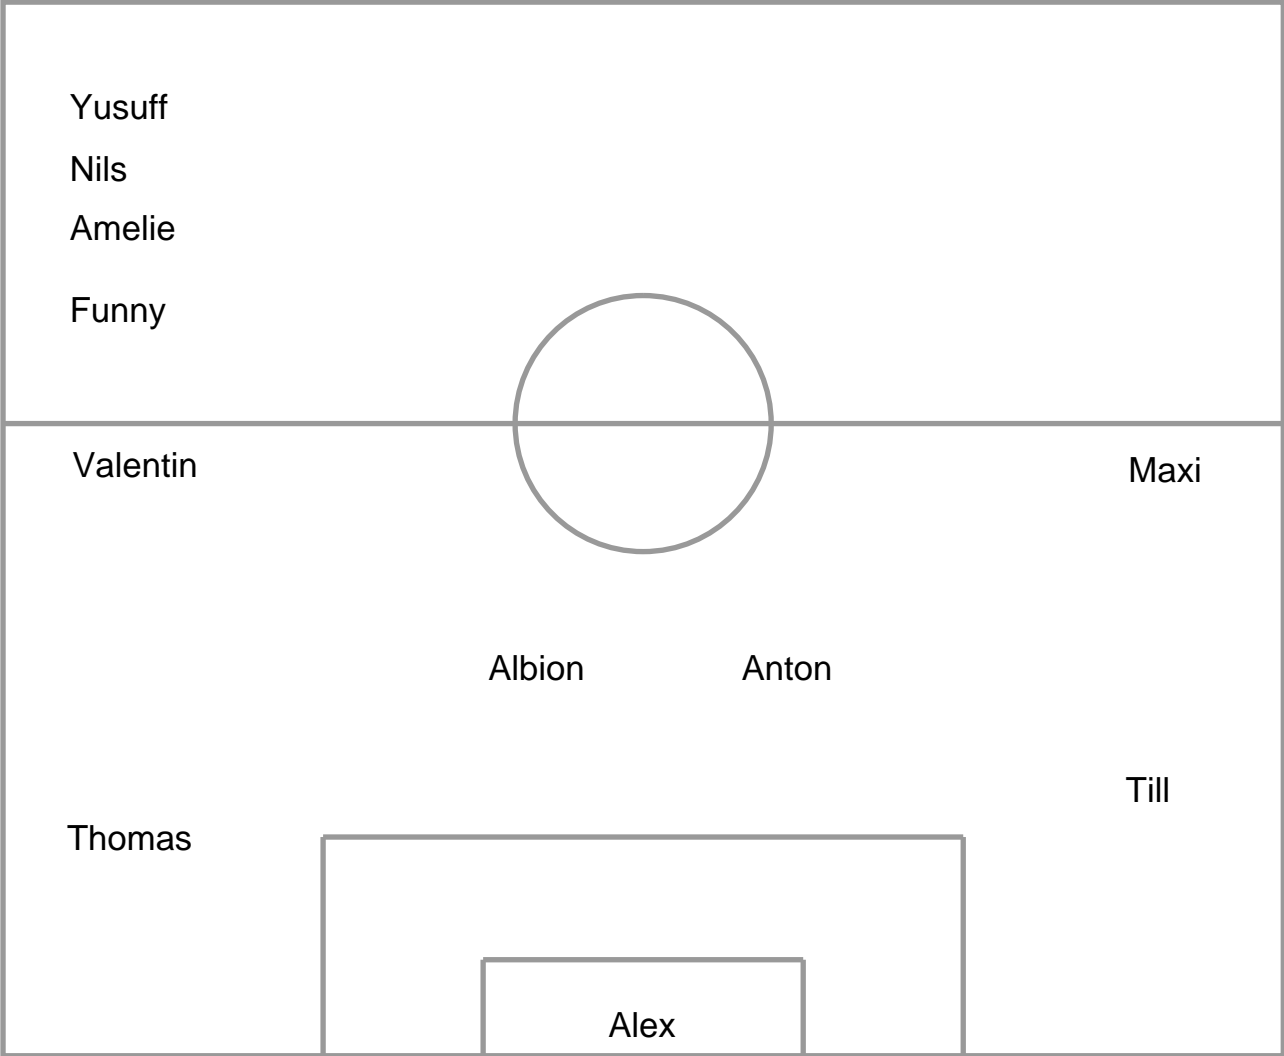 Yusuff
Nils
Amelie
Funny
Valentin
Maxi
Albion
Anton
Till
Thomas
Alex